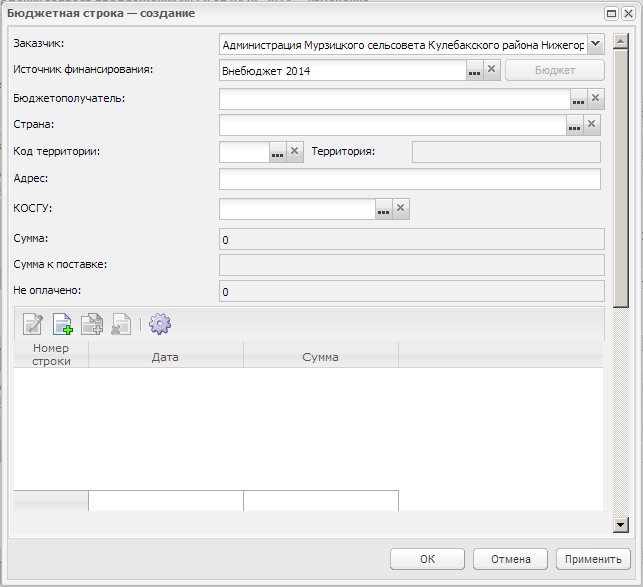 Бюджетная строка — создание
Заказчик: Администрация Мурзицкого сельсовета Кулебакского района Нижегор
Источник финансирования: Внебюджет 2014 ... Бюджет
Бюджетополучатель: ...
Страна: ...
Код территории: ... Территория:
Адрес:
КОСГУ: ...
Сумма: 0
Сумма к поставке:
Не оплачено: 0
Номер строки Дата Сумма
ОК Отмена Применить